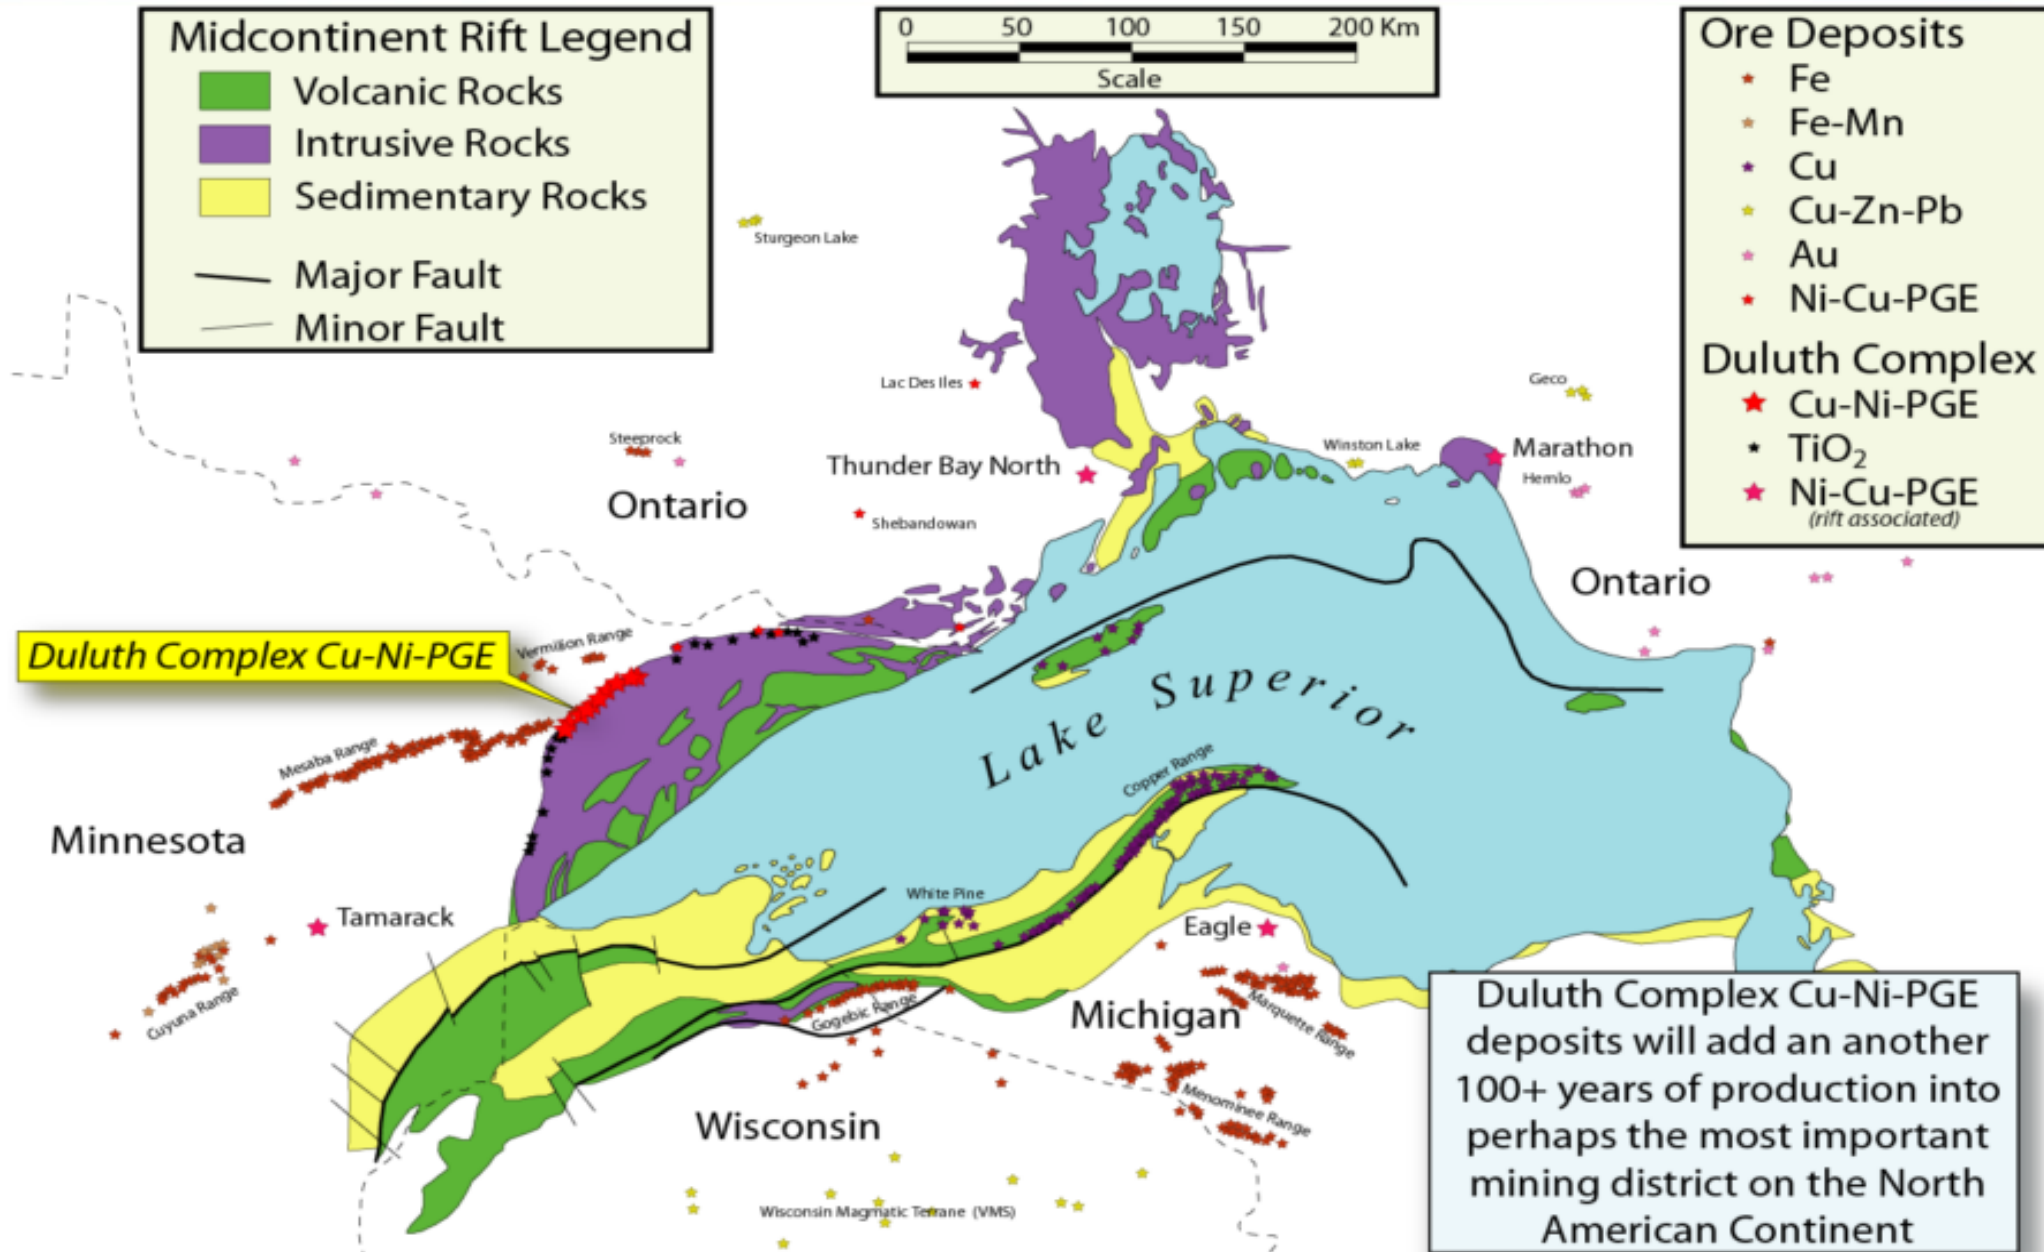 Midcontinent Rift Legend
Volcanic Rocks
Intrusive Rocks
Sedimentary Rocks
Major Fault
Minor Fault
0 50 100 150 200 Km
Scale
Ore Deposits
Fe
Fe-Mn
Cu
Cu-Zn-Pb
Au
Ni-Cu-PGE
Duluth Complex
Cu-Ni-PGE
TiO₂
Ni-Cu-PGE
(rift associated)
Sturgeon Lake
Lac Des Iles
Geco
Steeprock
Winston Lake
Marathon
Thunder Bay North
Hemlo
Ontario
Shebandowan
Ontario
Vermilion Range
Duluth Complex Cu-Ni-PGE
Lake Superior
Mesaba Range
Copper Range
Minnesota
White Pine
Tamarack
Eagle
Cuyuna Range
Gogebic Range
Michigan
Marquette Range
Menominee Range
Wisconsin
Wisconsin Magmatic Terrane (VMS)
Duluth Complex Cu-Ni-PGE
deposits will add an another
100+ years of production into
perhaps the most important
mining district on the North
American Continent